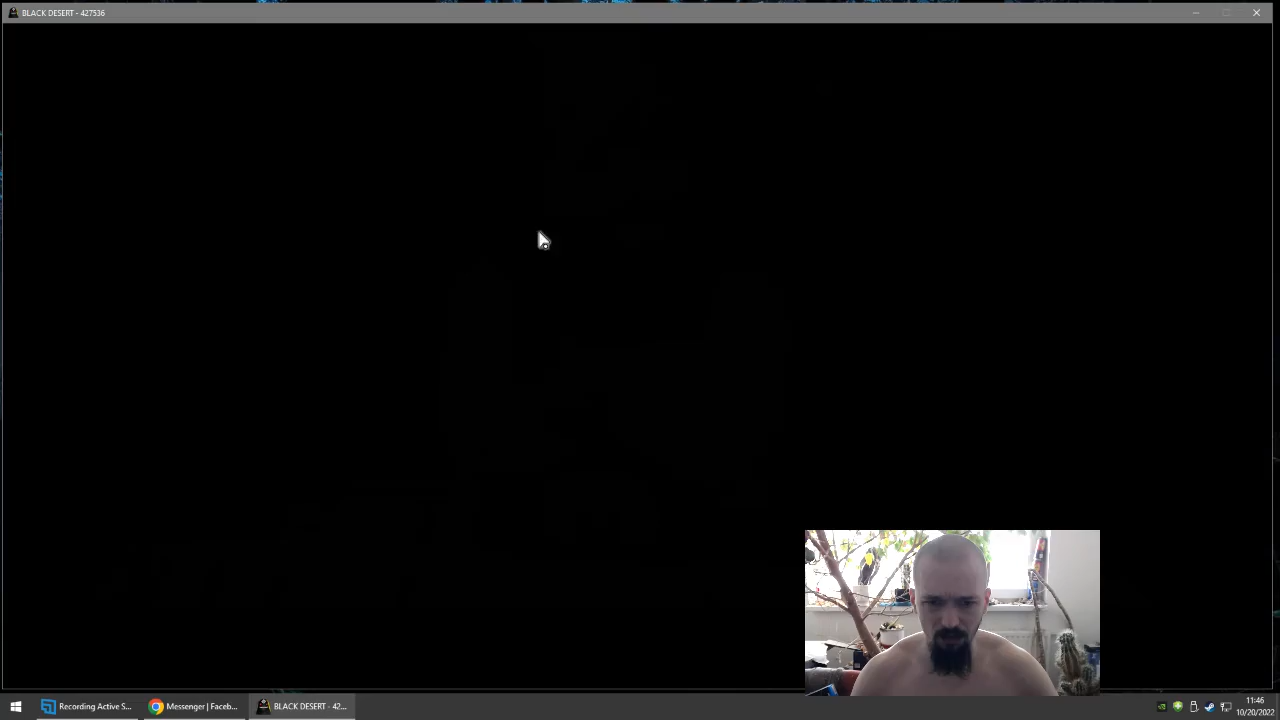 BLACK DESERT - 427536
Recording Active S...
Messenger | Faceb...
BLACK DESERT - 42...
11:46
10/20/2022